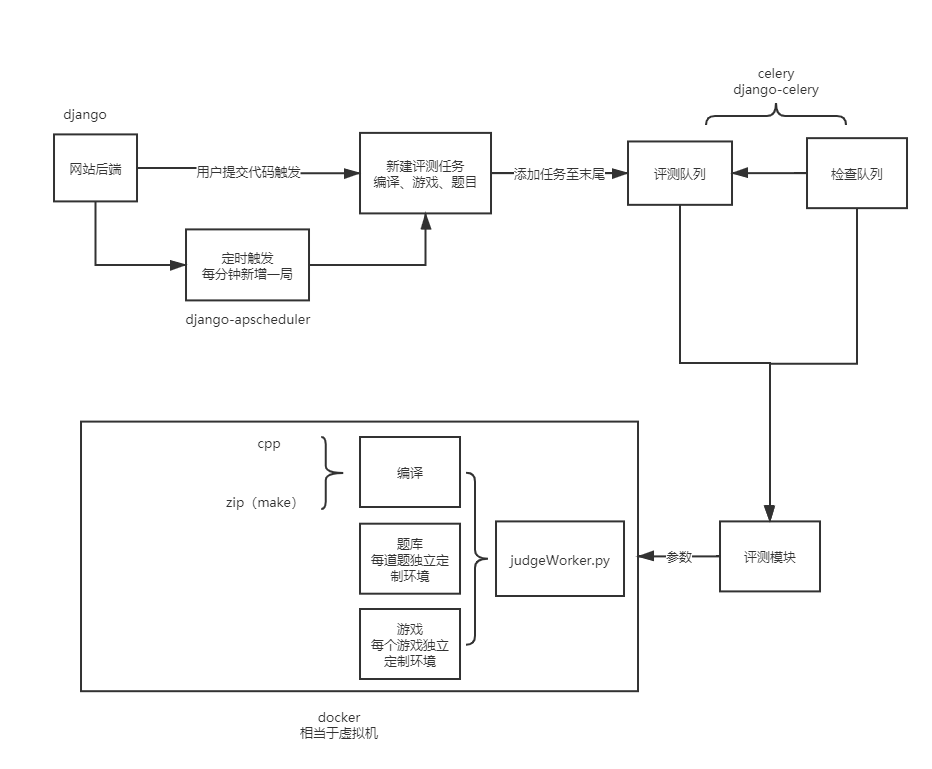 celery
django-celery
django
网站后端
用户提交代码触发
新建评测任务
编译、游戏、题目
添加任务至末尾
评测队列
检查队列
定时触发
每分钟新增一局
django-apscheduler
cpp
zip（make）
编译
题库
每道题独立定
制环境
游戏
每个游戏独立
定制环境
judgeWorker.py
参数
评测模块
docker
相当于虚拟机